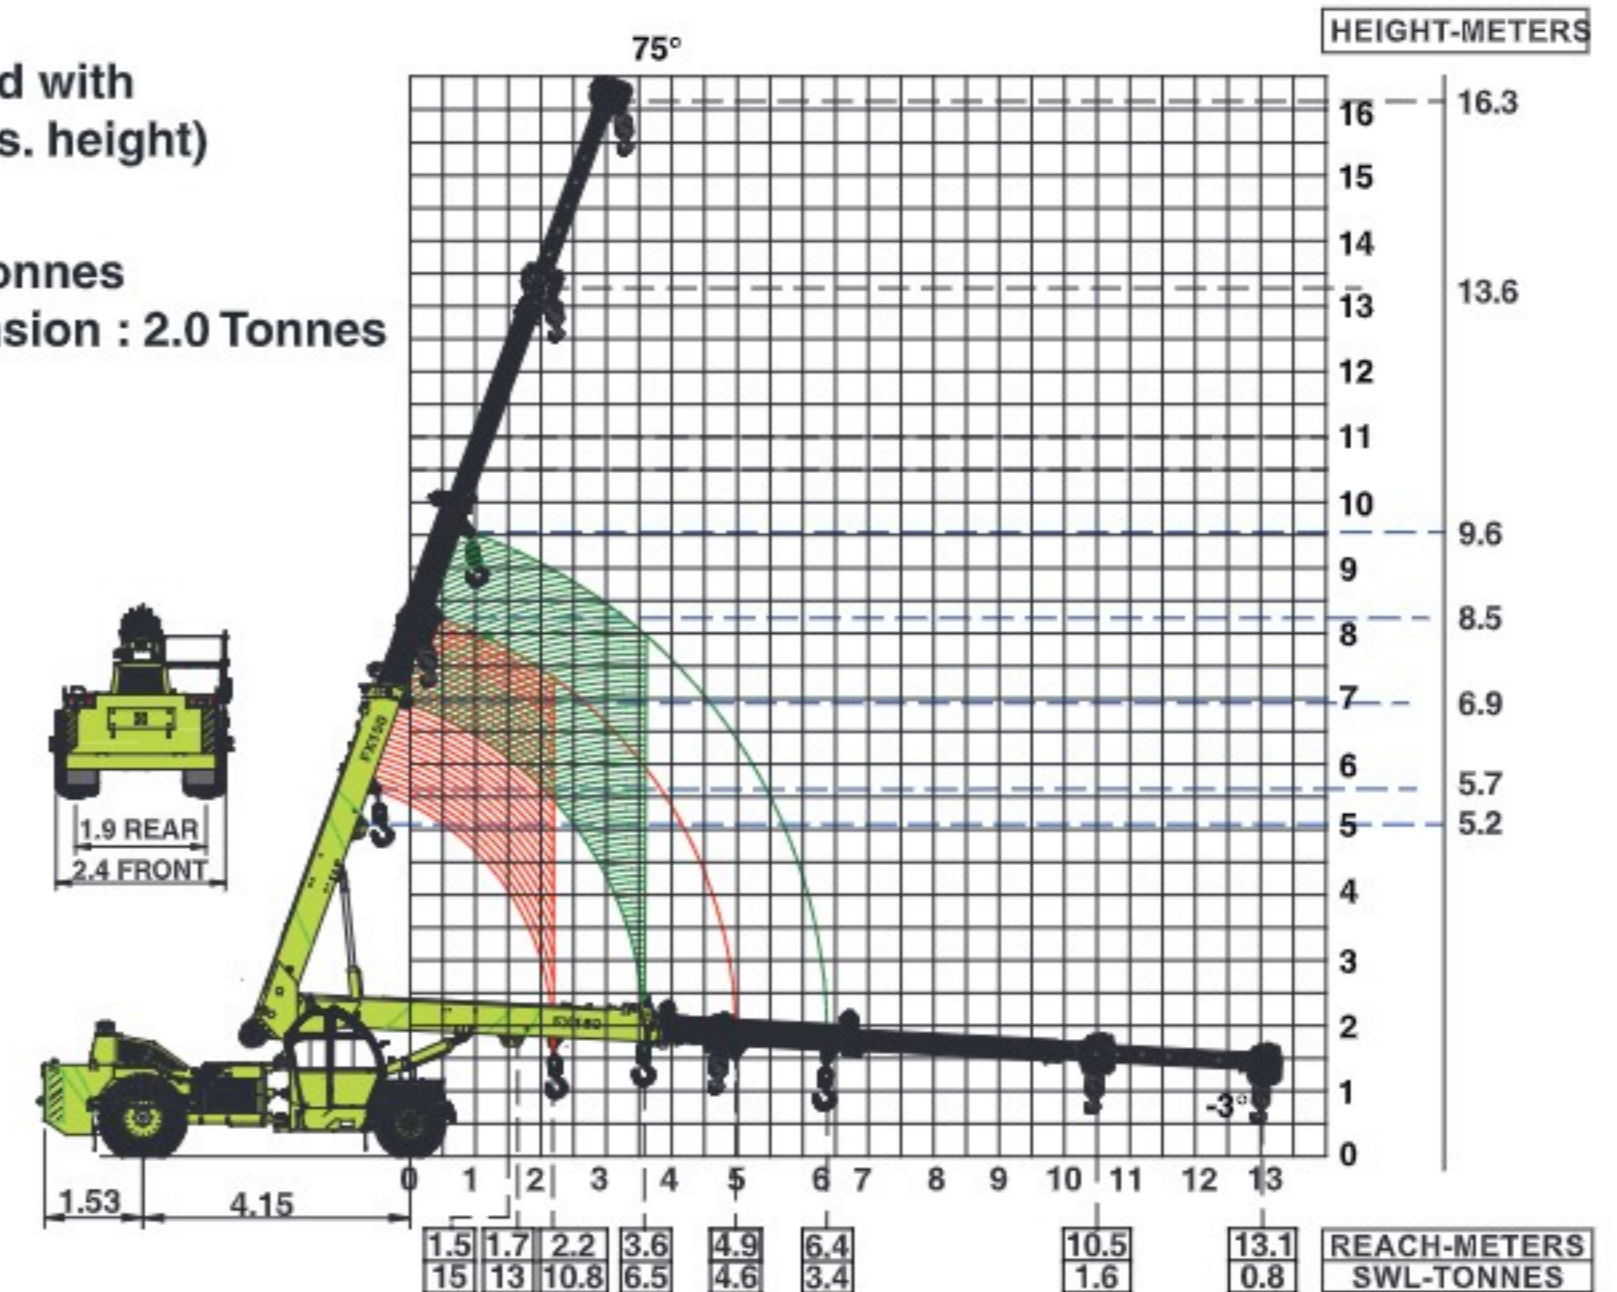 HEIGHT-METERS
75°
d with
s. height)
onnes
nsion : 2.0 Tonnes
16.3
13.6
9.6
8.5
6.9
5.7
5.2
16
15
14
13
12
11
10
9
8
7
6
5
4
3
2
1
0
FX150
FX150
1.9 REAR
2.4 FRONT
-3°
1.53
4.15
0 1 2 3 4 5 6 7 8 9 10 11 12 13
1.5 1.7 2.2 3.6 4.9 6.4 10.5 13.1 REACH-METERS
15 13 10.8 6.5 4.6 3.4 1.6 0.8 SWL-TONNES